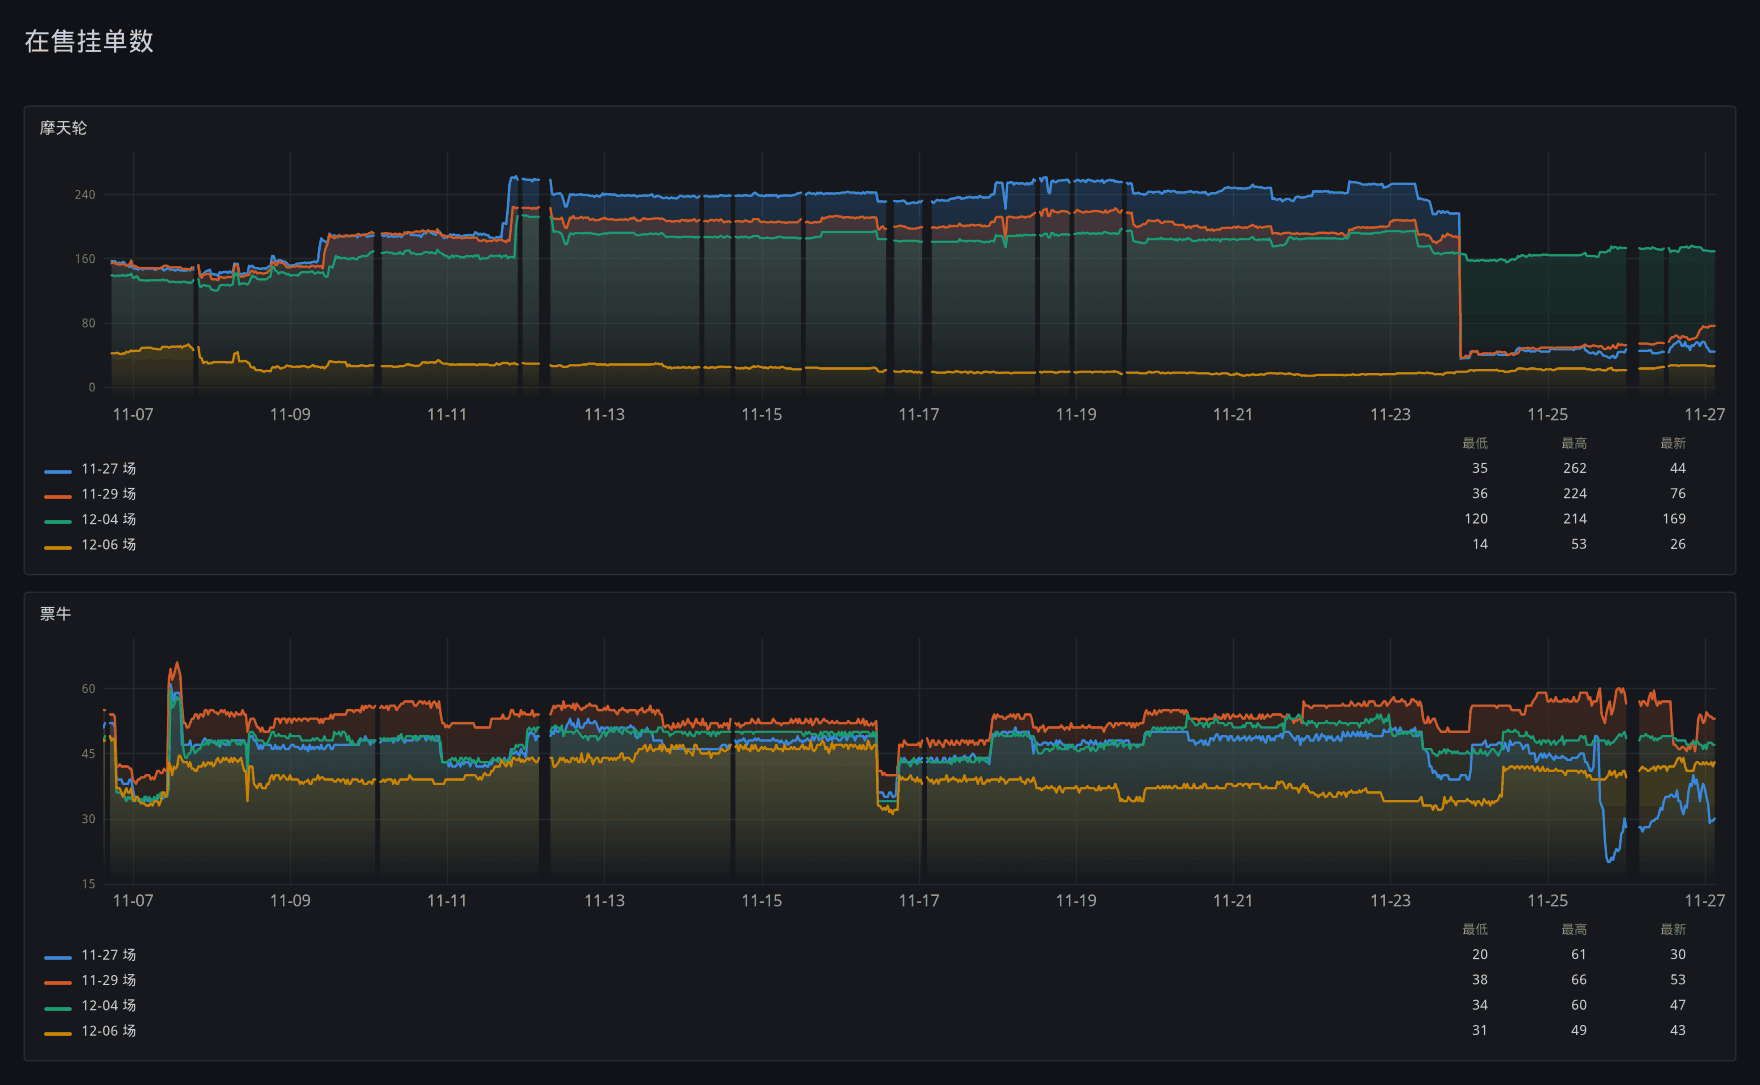 在售挂单数
摩天轮
240
160
80
0
11-07 11-09 11-11 11-13 11-15 11-17 11-19 11-21 11-23 11-25 11-27
最低 最高 最新
11-27 场 35 262 44
11-29 场 36 224 76
12-04 场 120 214 169
12-06 场 14 53 26
票牛
60
45
30
15
11-07 11-09 11-11 11-13 11-15 11-17 11-19 11-21 11-23 11-25 11-27
最低 最高 最新
11-27 场 20 61 30
11-29 场 38 66 53
12-04 场 34 60 47
12-06 场 31 49 43